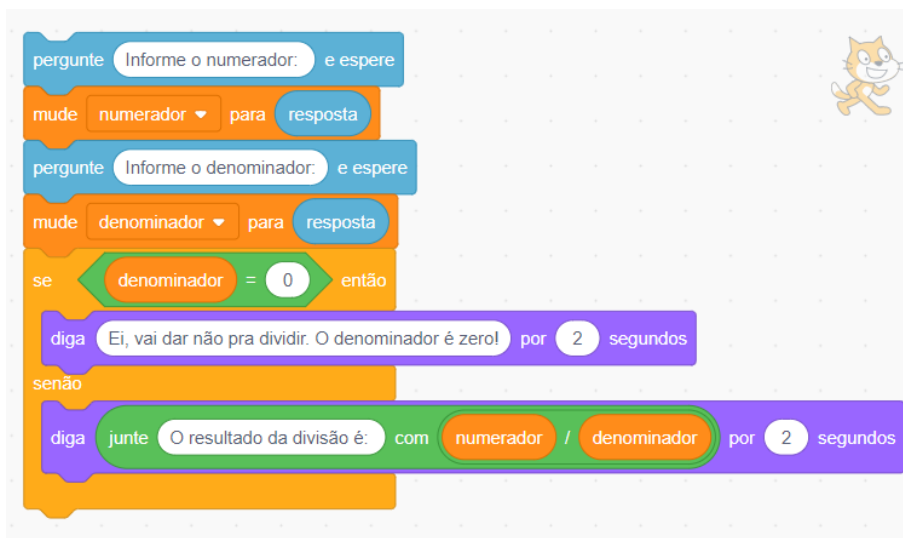 pergunte Informe o numerador: e espere
mude numerador para resposta
pergunte Informe o denominador: e espere
mude denominador para resposta
se denominador = 0 então
diga Ei, vai dar não pra dividir. O denominador é zero! por 2 segundos
senão
diga junte O resultado da divisão é: com numerador / denominador por 2 segundos